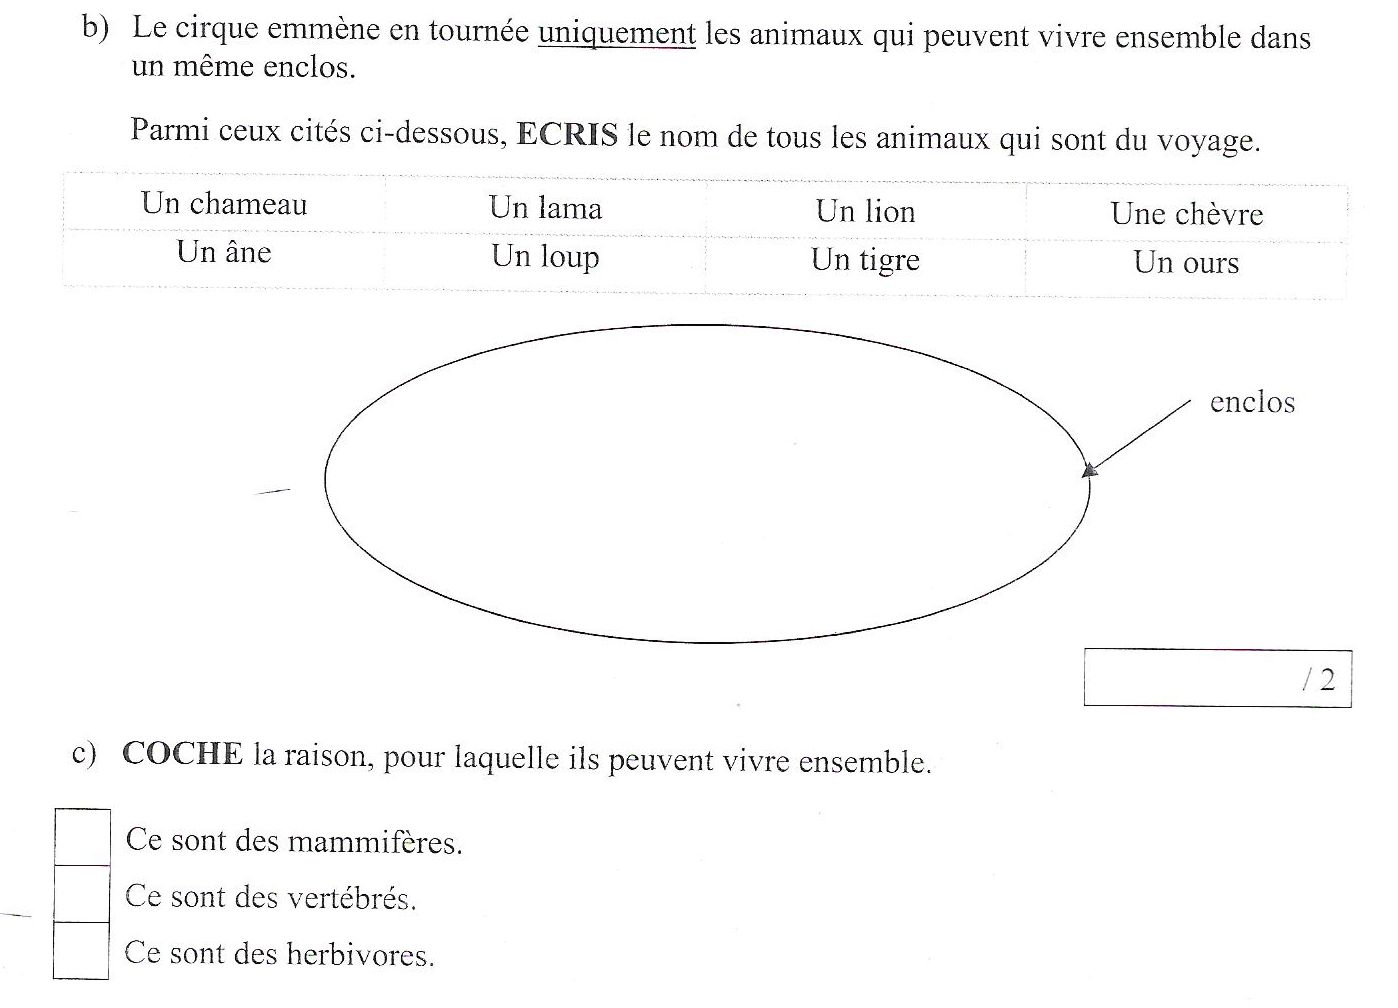 b) Le cirque emmène en tournée uniquement les animaux qui peuvent vivre ensemble dans
un même enclos.
Parmi ceux cités ci-dessous, ECRIS le nom de tous les animaux qui sont du voyage.
Un chameau Un lama Un lion Une chèvre
Un âne Un loup Un tigre Un ours
enclos
/ 2
c) COCHE la raison, pour laquelle ils peuvent vivre ensemble.
Ce sont des mammifères.
Ce sont des vertébrés.
Ce sont des herbivores.